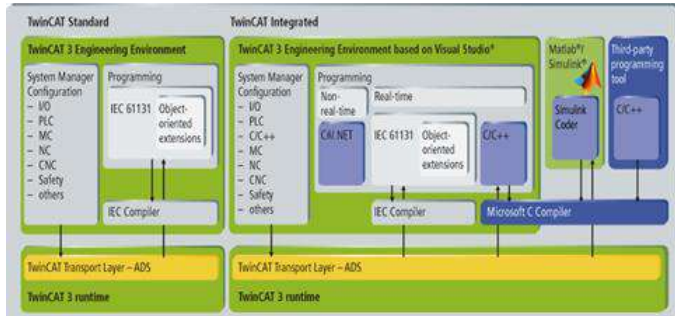 TwinCAT Standard
TwinCAT 3 Engineering Environment
System Manager
Configuration
– I/O
– PLC
– MC
– NC
– CNC
– Safety
– others
Programming
IEC 61131
Object-
oriented
extensions
IEC Compiler
TwinCAT Transport Layer – ADS
TwinCAT 3 runtime
TwinCAT Integrated
TwinCAT 3 Engineering Environment based on Visual Studio®
System Manager
Configuration
– I/O
– PLC
– C/C++
– MC
– NC
– CNC
– Safety
– others
Programming
Non-
real-time
Real-time
C#/.NET
IEC 61131
Object-
oriented
extensions
C/C++
IEC Compiler
Microsoft C Compiler
Matlab®/
Simulink®
Simulink
Coder
Third-party
programming
tool
C/C++
TwinCAT Transport Layer – ADS
TwinCAT 3 runtime